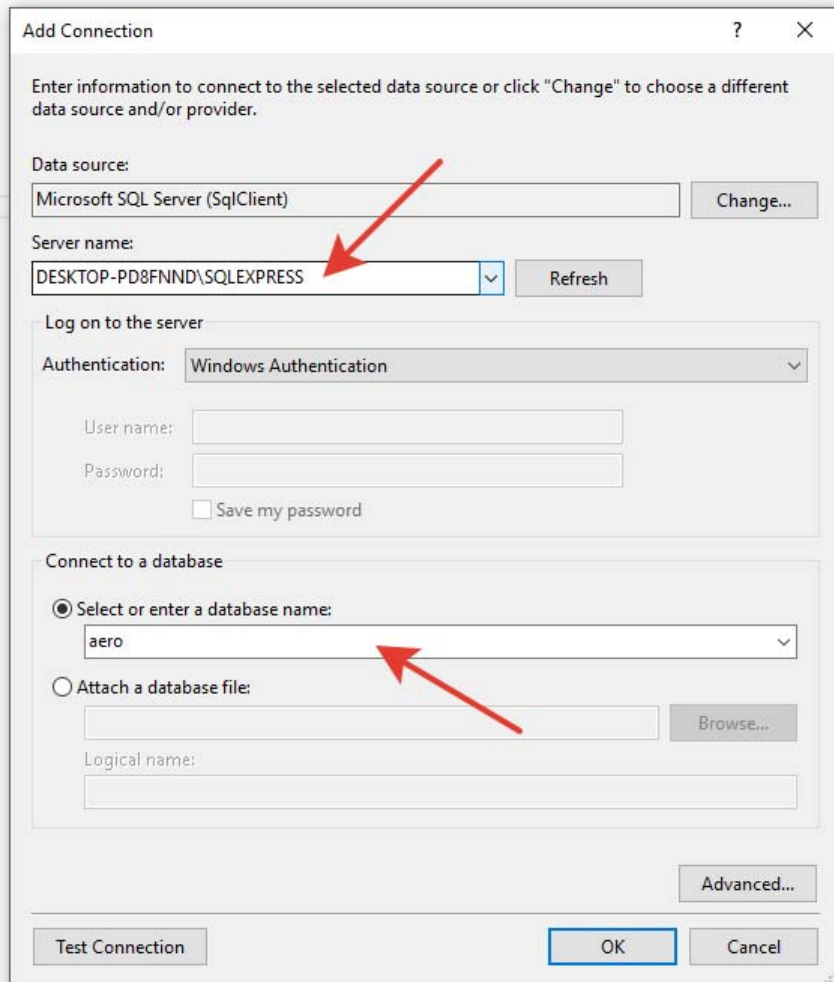 Add Connection
?
Enter information to connect to the selected data source or click "Change" to choose a different
data source and/or provider.
Data source:
Microsoft SQL Server (SqlClient)
Change...
Server name:
DESKTOP-PD8FNND\SQLEXPRESS
Refresh
Log on to the server
Authentication:
Windows Authentication
User name:
Password:
Save my password
Connect to a database
Select or enter a database name:
aero
Attach a database file:
Browse...
Logical name:
Advanced...
Test Connection
OK
Cancel